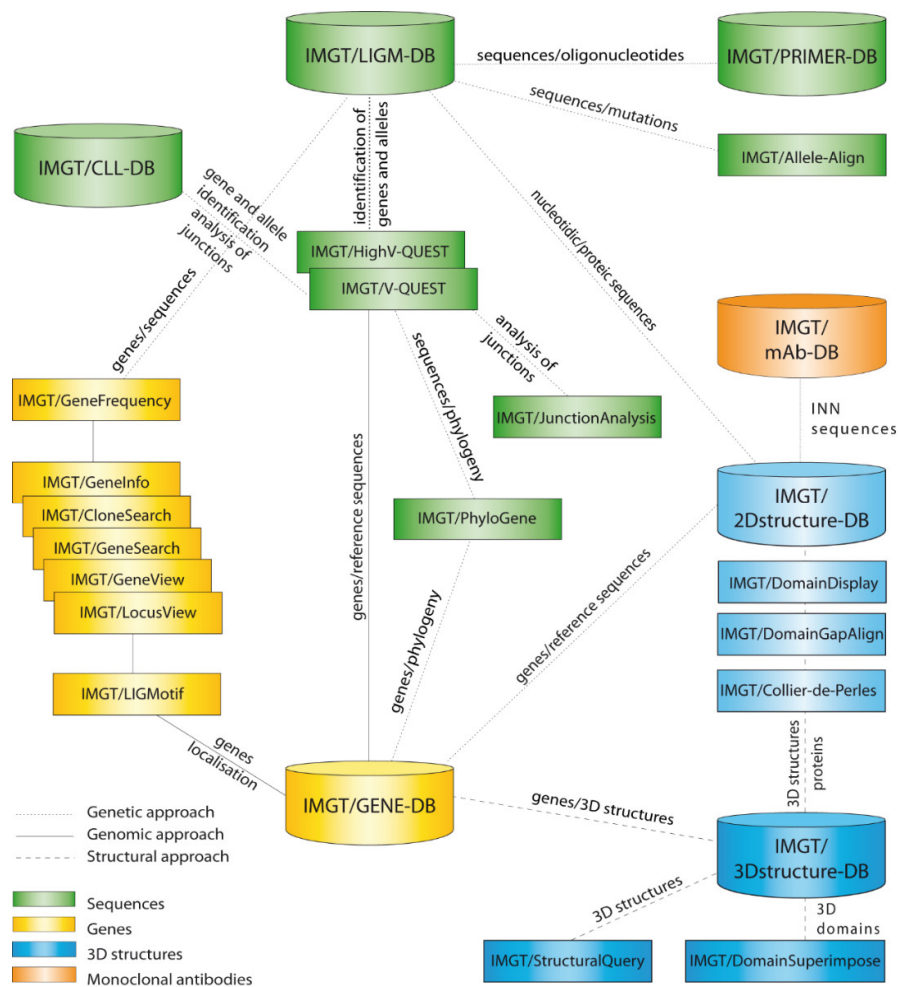 IMGT/LIGM-DB
sequences/oligonucleotides
IMGT/PRIMER-DB
sequences/mutations
IMGT/Allele-Align
IMGT/CLL-DB
gene and allele
identification
analysis of
junctions
identification of
genes and alleles
nucleotidic/proteic sequences
IMGT/HighV-QUEST
IMGT/V-QUEST
genes/sequences
analysis of
junctions
sequences/phylogeny
IMGT/
mAb-DB
INN
sequences
IMGT/GeneFrequency
IMGT/JunctionAnalysis
IMGT/GeneInfo
IMGT/CloneSearch
IMGT/GeneSearch
IMGT/GeneView
IMGT/LocusView
genes/reference sequences
IMGT/PhyloGene
IMGT/
2Dstructure-DB
IMGT/DomainDisplay
IMGT/DomainGapAlign
IMGT/Collier-de-Perles
genes/phylogeny
genes/reference sequences
IMGT/LIGMotif
genes
localisation
3D structures
proteins
IMGT/GENE-DB
genes/3D structures
IMGT/
3Dstructure-DB
3D structures
3D
domains
IMGT/StructuralQuery
IMGT/DomainSuperimpose
Genetic approach
Genomic approach
Structural approach
Sequences
Genes
3D structures
Monoclonal antibodies